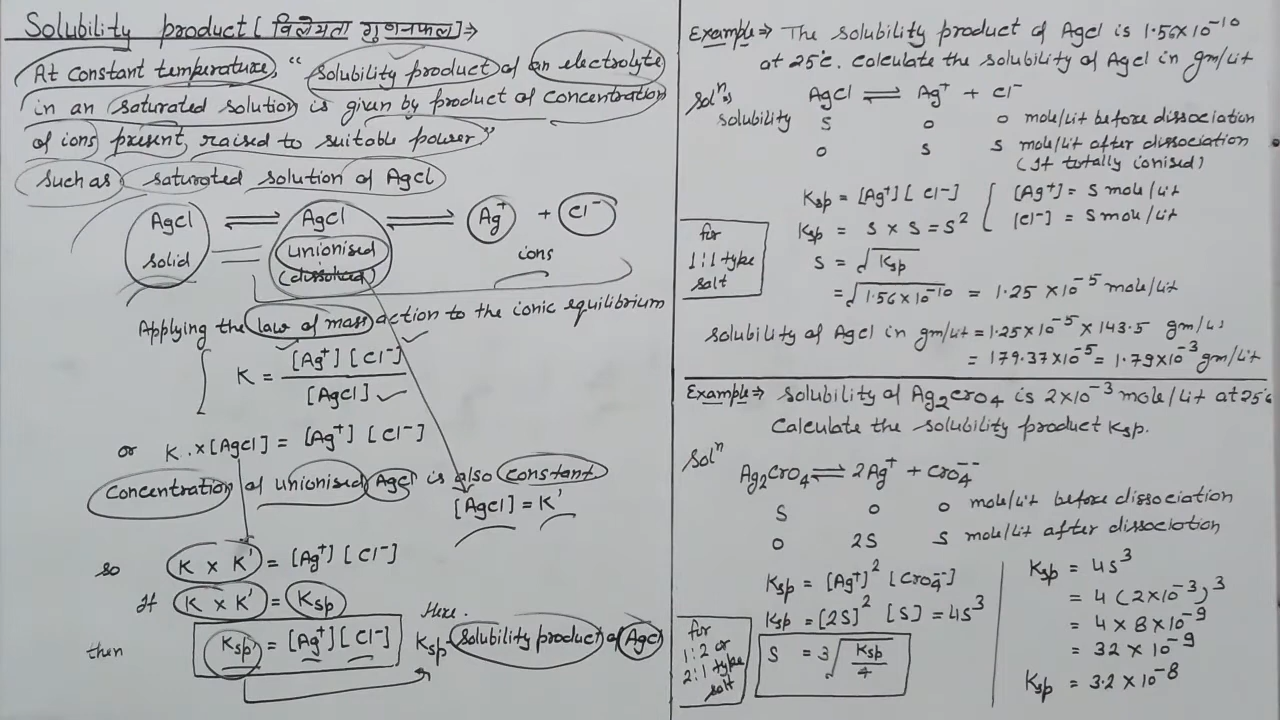 Solubility product [ विलेयता गुणनफल ]⇒
At constant temperature, "solubility product of an electrolyte
in an saturated solution is given by product of concentration
of ions present, raised to suitable power"
such as saturated solution of Agcl
Agcl ⇌ Agcl ⇌ Ag⁺ + Cl⁻
solid unionised ions
(dissolved)
Applying the law of mass action to the ionic equilibrium
K = [Ag⁺] [Cl⁻] / [Agcl]
or K.×[Agcl] = [Ag⁺] [Cl⁻]
Concentration of unionised Agcl is also constant.
[Agcl] = K'
so K × K' = [Ag⁺] [Cl⁻]
If K × K' = Ksp
Here.
then Ksp = [Ag⁺] [Cl⁻] Ksp solubility product of Agcl
Example⇒ The solubility product of Agcl is 1.56×10⁻¹⁰
at 25°c. calculate the solubility of Agcl in gm/lit
Solⁿ⇒ Agcl ⇌ Ag⁺ + Cl⁻
solubility S 0 0 mole/lit before dissociation
0 S S mole/lit after dissociation
(If totally ionised)
Ksp = [Ag⁺] [Cl⁻] [Ag⁺] = S mole/lit
Ksp = S × S = S² [Cl⁻] = S mole/lit
for
1:1 type
salt
S = √Ksp
= √1.56×10⁻¹⁰ = 1.25 ×10⁻⁵ mole/lit
solubility of Agcl in gm/lit = 1.25×10⁻⁵ × 143.5 gm/lit
= 179.37×10⁻⁵ = 1.79×10⁻³ gm/lit
Example⇒ Solubility of Ag₂cro₄ is 2×10⁻³ mole/lit at 25°c
Calculate the solubility product Ksp.
Solⁿ
Ag₂cro₄ ⇌ 2Ag⁺ + Cro₄⁻⁻
S 0 0 mole/lit before dissociation
0 2S S mole/lit after dissociation
Ksp = [Ag⁺]² [Cro₄⁻⁻]
Ksp = [2S]² [S] = 4S³
for
1:2 or
2:1 type
salt
S = ³√Ksp/4
Ksp = 4S³
= 4 (2×10⁻³)³
= 4 × 8 ×10⁻⁹
= 32 × 10⁻⁹
Ksp = 3.2 × 10⁻⁸